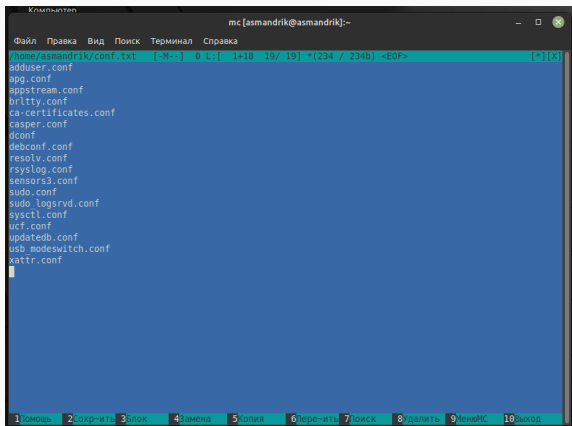 Компьютер
mc [asmandrik@asmandrik]:~
Файл Правка Вид Поиск Терминал Справка
/home/asmandrik/conf.txt [-M--] 0 L:[ 1+18 19/ 19] *(234 / 234b) <EOF> [*][X]
adduser.conf
apg.conf
appstream.conf
brltty.conf
ca-certificates.conf
casper.conf
dconf
debconf.conf
resolv.conf
rsyslog.conf
sensors3.conf
sudo.conf
sudo_logsrvd.conf
sysctl.conf
ucf.conf
updatedb.conf
usb_modeswitch.conf
xattr.conf
1Помощь 2Сохр~ить 3Блок 4Замена 5Копия 6Пере~ить 7Поиск 8Удалить 9МенюMC 10Выход